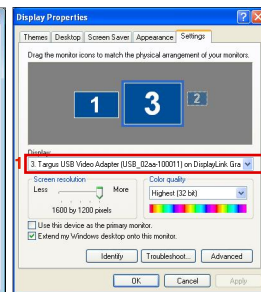 Display Properties
Themes Desktop Screen Saver Appearance Settings
Drag the monitor icons to match the physical arrangement of your monitors.
1 3 2
Display:
1
3. Targus USB Video Adapter (USB_02aa-100011) on DisplayLink Gra
Screen resolution
Less More
1600 by 1200 pixels
Color quality
Highest (32 bit)
Use this device as the primary monitor.
Extend my Windows desktop onto this monitor.
Identify Troubleshoot... Advanced
OK Cancel Apply